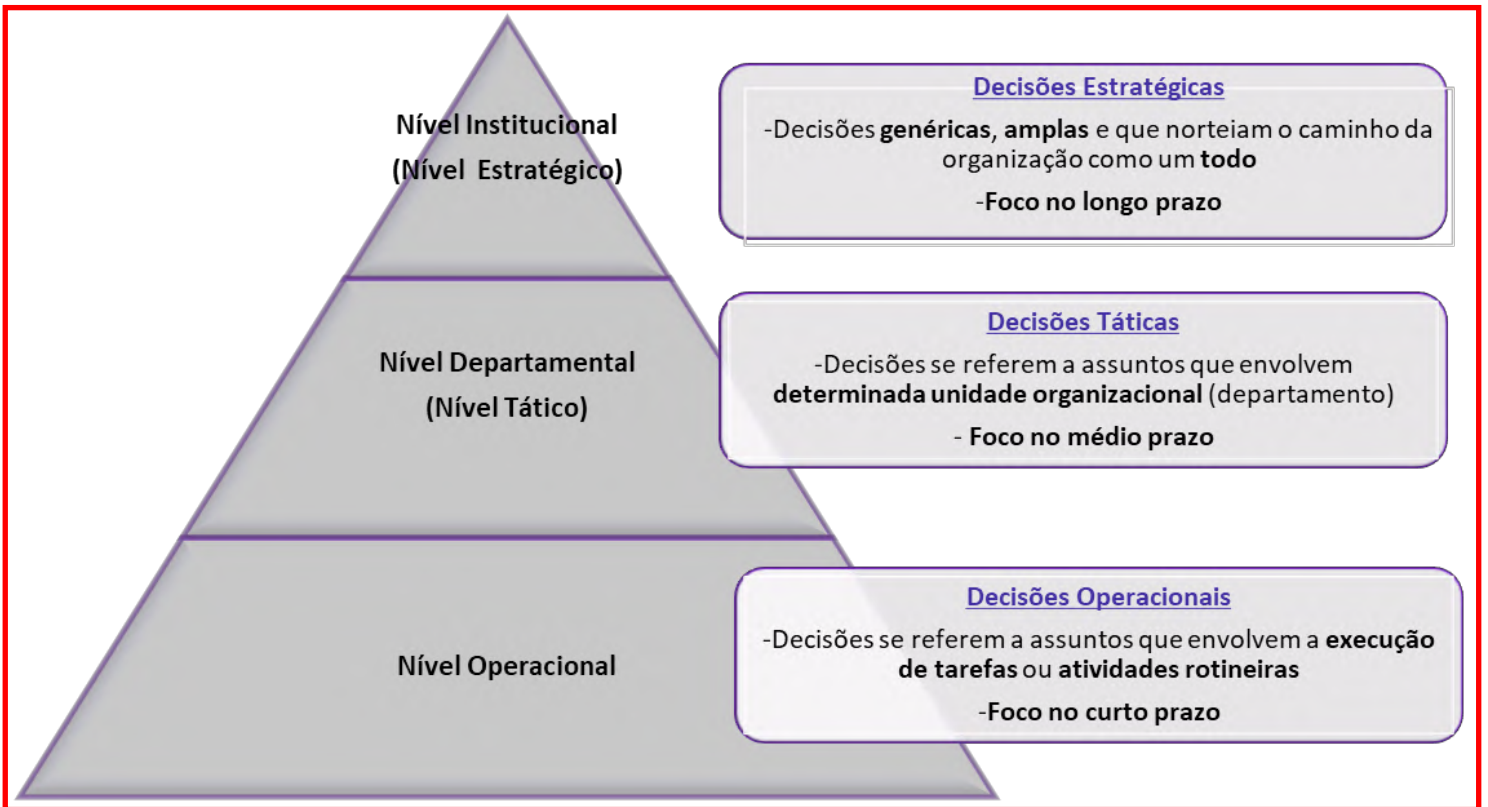 Nível Institucional
(Nível Estratégico)
Decisões Estratégicas
-Decisões genéricas, amplas e que norteiam o caminho da
organização como um todo
-Foco no longo prazo
Nível Departamental
(Nível Tático)
Decisões Táticas
-Decisões se referem a assuntos que envolvem
determinada unidade organizacional (departamento)
- Foco no médio prazo
Nível Operacional
Decisões Operacionais
-Decisões se referem a assuntos que envolvem a execução
de tarefas ou atividades rotineiras
-Foco no curto prazo